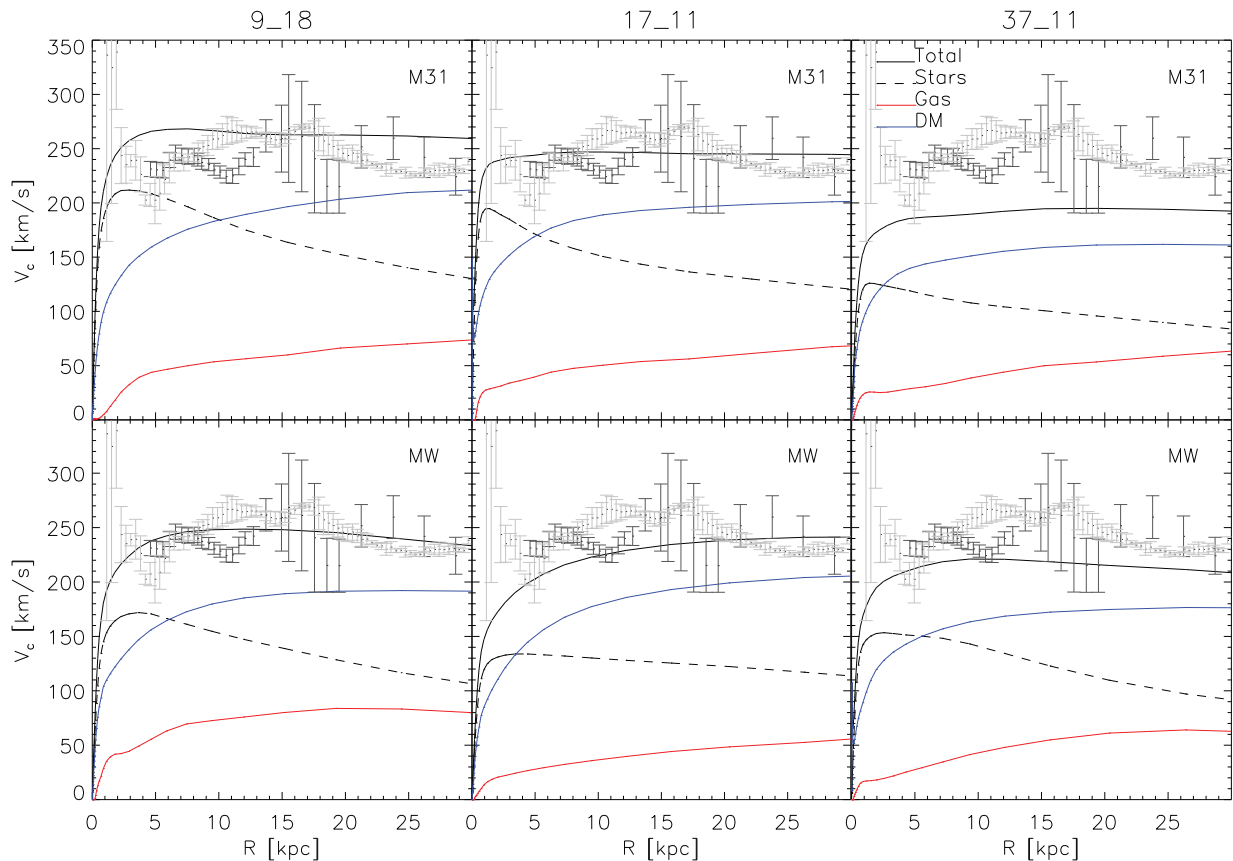 9_18 17_11 37_11
350 M31 M31 M31 Total
300 Stars
250 Gas
200 DM
150
100
50
0
Vc [km/s]
MW MW MW
300
250
200
150
100
50
0
Vc [km/s]
0 5 10 15 20 25 0 5 10 15 20 25 0 5 10 15 20 25
R [kpc] R [kpc] R [kpc]